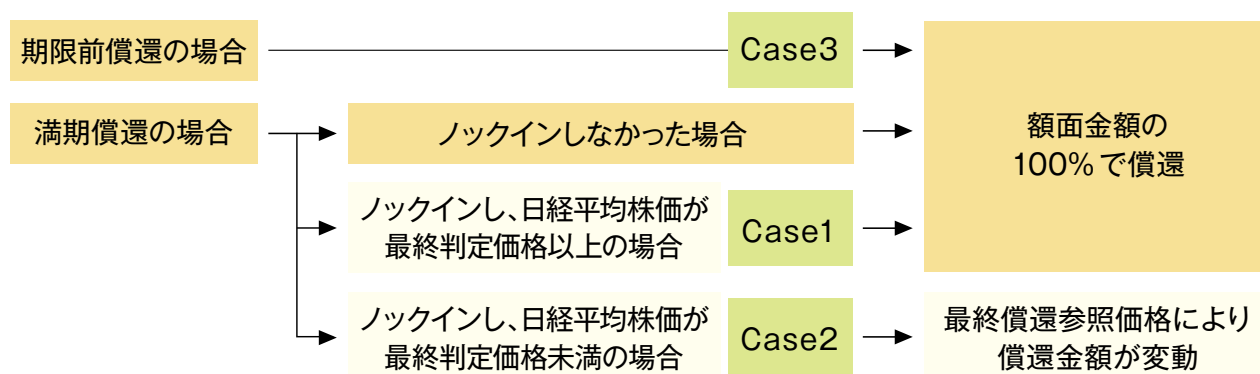 期限前償還の場合
Case3
額面金額の
100%で償還
満期償還の場合
ノックインしなかった場合
ノックインし、日経平均株価が
最終判定価格以上の場合
Case1
ノックインし、日経平均株価が
最終判定価格未満の場合
Case2
最終償還参照価格により
償還金額が変動